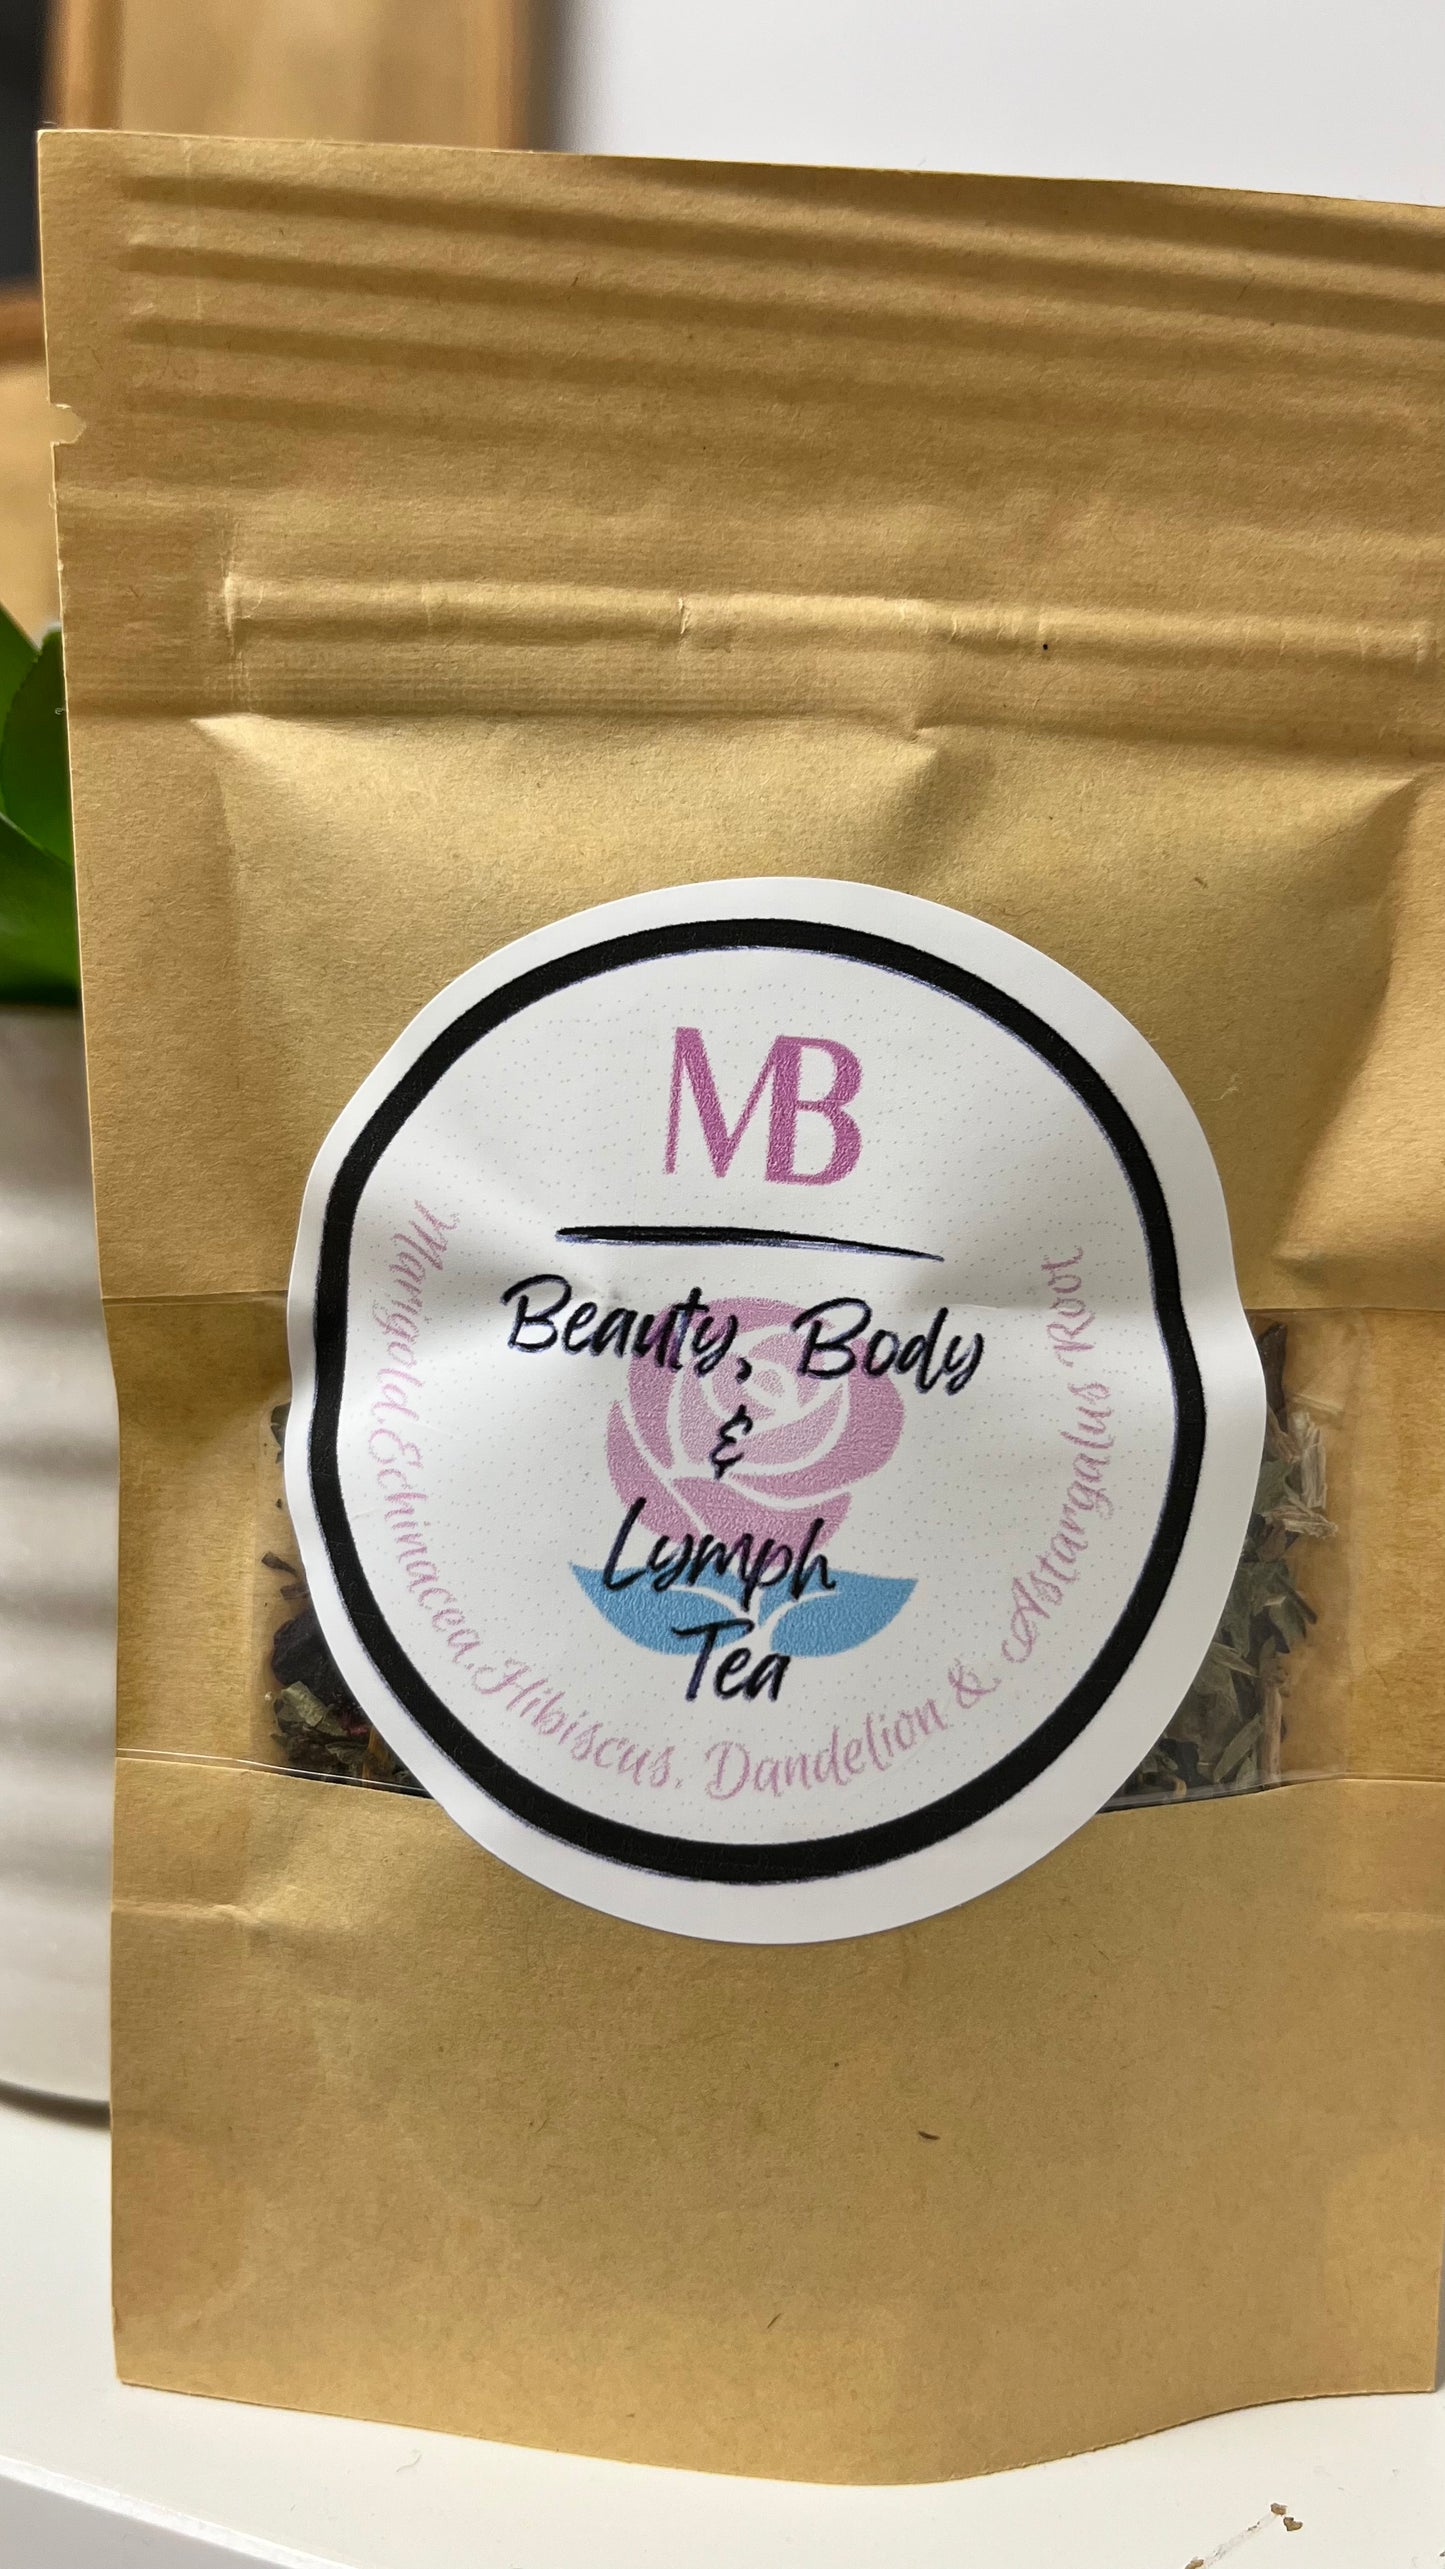 MB
Beauty, Body
&
Lymph
Tea
Marigold, Echinacea, Hibiscus, Dandelion & Astargalus Root